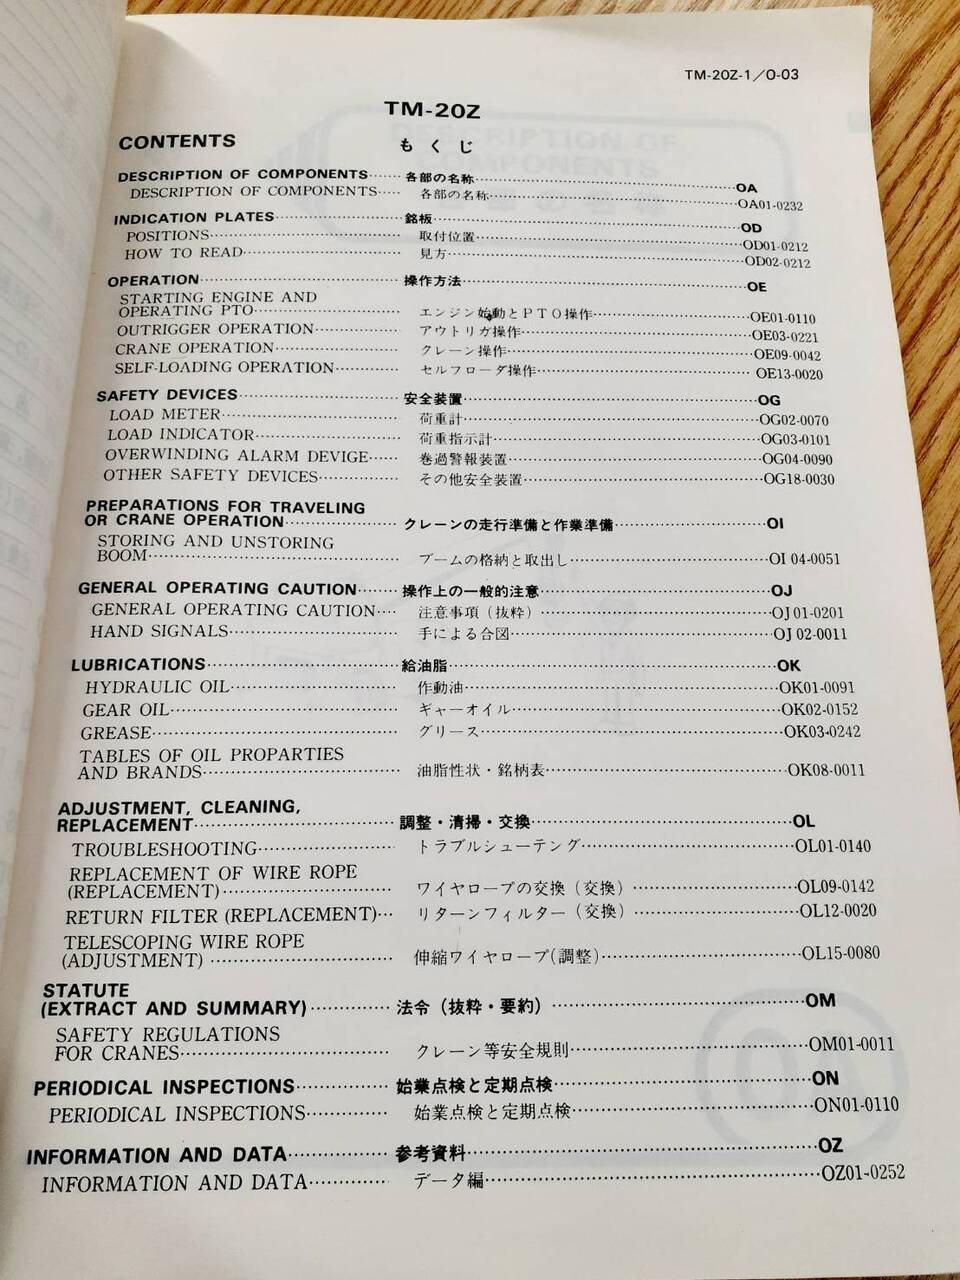 TM-20Z-1/O-03
TM-20Z
CONTENTS もくじ
DESCRIPTION OF COMPONENTS 各部の名称 OA
DESCRIPTION OF COMPONENTS 各部の名称 OA01-0232
INDICATION PLATES 銘板 OD
POSITIONS 取付位置 OD01-0212
HOW TO READ 見方 OD02-0212
OPERATION 操作方法 OE
STARTING ENGINE AND
OPERATING PTO エンジン始動とPTO操作 OE01-0110
OUTRIGGER OPERATION アウトリガ操作 OE03-0221
CRANE OPERATION クレーン操作 OE09-0042
SELF-LOADING OPERATION セルフローダ操作 OE13-0020
SAFETY DEVICES 安全装置 OG
LOAD METER 荷重計 OG02-0070
LOAD INDICATOR 荷重指示計 OG03-0101
OVERWINDING ALARM DEVIGE 巻過警報装置 OG04-0090
OTHER SAFETY DEVICES その他安全装置 OG18-0030
PREPARATIONS FOR TRAVELING
OR CRANE OPERATION クレーンの走行準備と作業準備 OI
STORING AND UNSTORING
BOOM ブームの格納と取出し OI 04-0051
GENERAL OPERATING CAUTION 操作上の一般的注意 OJ
GENERAL OPERATING CAUTION 注意事項(抜粋) OJ 01-0201
HAND SIGNALS 手による合図 OJ 02-0011
LUBRICATIONS 給油脂 OK
HYDRAULIC OIL 作動油 OK01-0091
GEAR OIL ギャーオイル OK02-0152
GREASE グリース OK03-0242
TABLES OF OIL PROPARTIES
AND BRANDS 油脂性状・銘柄表 OK08-0011
ADJUSTMENT, CLEANING,
REPLACEMENT 調整・清掃・交換 OL
TROUBLESHOOTING トラブルシューテング OL01-0140
REPLACEMENT OF WIRE ROPE
(REPLACEMENT) ワイヤロープの交換(交換) OL09-0142
RETURN FILTER (REPLACEMENT) リターンフィルター(交換) OL12-0020
TELESCOPING WIRE ROPE
(ADJUSTMENT) 伸縮ワイヤロープ(調整) OL15-0080
STATUTE
(EXTRACT AND SUMMARY) 法令(抜粋・要約) OM
SAFETY REGULATIONS
FOR CRANES クレーン等安全規則 OM01-0011
PERIODICAL INSPECTIONS 始業点検と定期点検 ON
PERIODICAL INSPECTIONS 始業点検と定期点検 ON01-0110
INFORMATION AND DATA 参考資料 OZ
INFORMATION AND DATA データ編 OZ01-0252